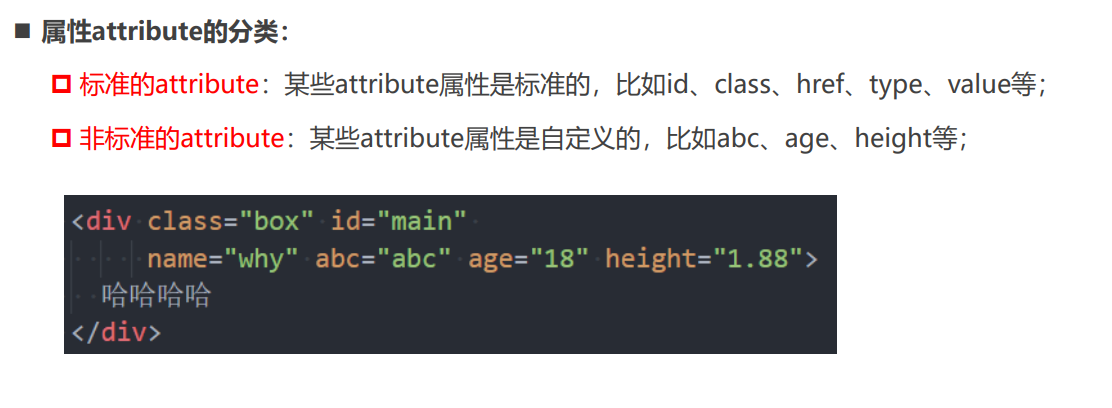 属性attribute的分类：
标准的attribute：某些attribute属性是标准的，比如id、class、href、type、value等；
非标准的attribute：某些attribute属性是自定义的，比如abc、age、height等；
<div class="box" id="main"
name="why" abc="abc" age="18" height="1.88">
哈哈哈哈
</div>